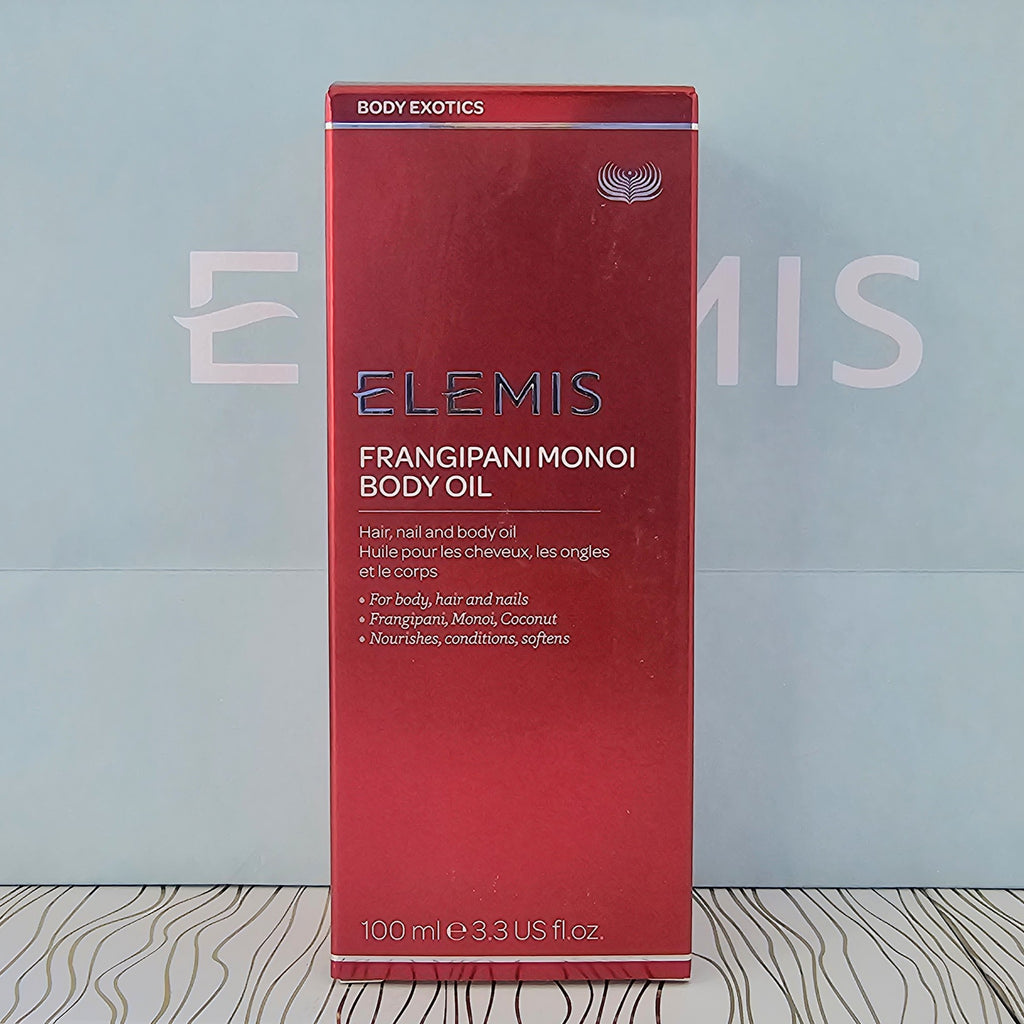 BODY EXOTICS
E MIS
ELEMIS
FRANGIPANI MONOI
BODY OIL
Hair, nail and body oil
Huile pour les cheveux, les ongles
et le corps
• For body, hair and nails
• Frangipani, Monoi, Coconut
• Nourishes, conditions, softens
100 ml e 3.3 US fl.oz.